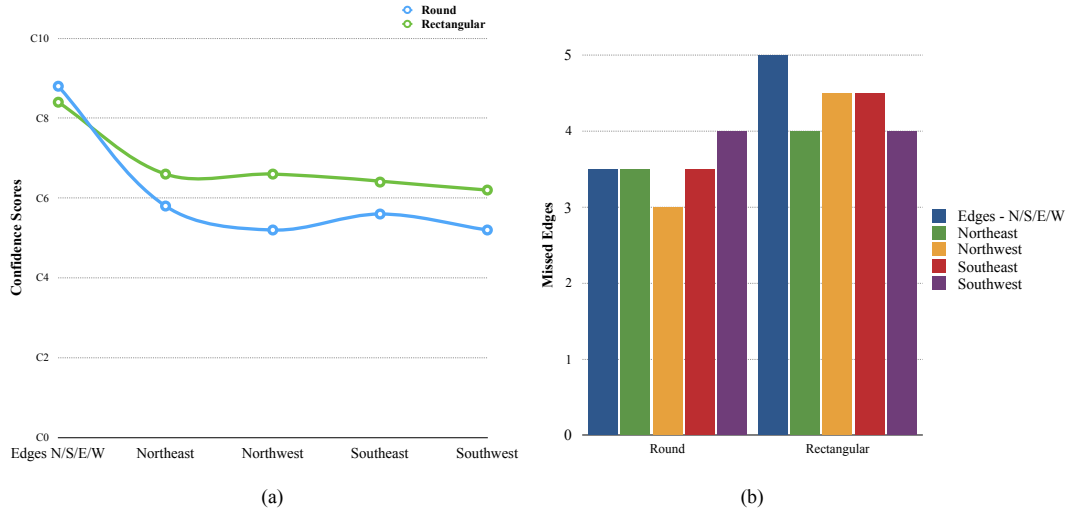 Round
Rectangular
C10
C8
C6
C4
C2
C0
Confidence Scores
Edges N/S/E/W Northeast Northwest Southeast Southwest
(a)
5
4
3
2
1
0
Missed Edges
Round Rectangular
Edges - N/S/E/W
Northeast
Northwest
Southeast
Southwest
(b)